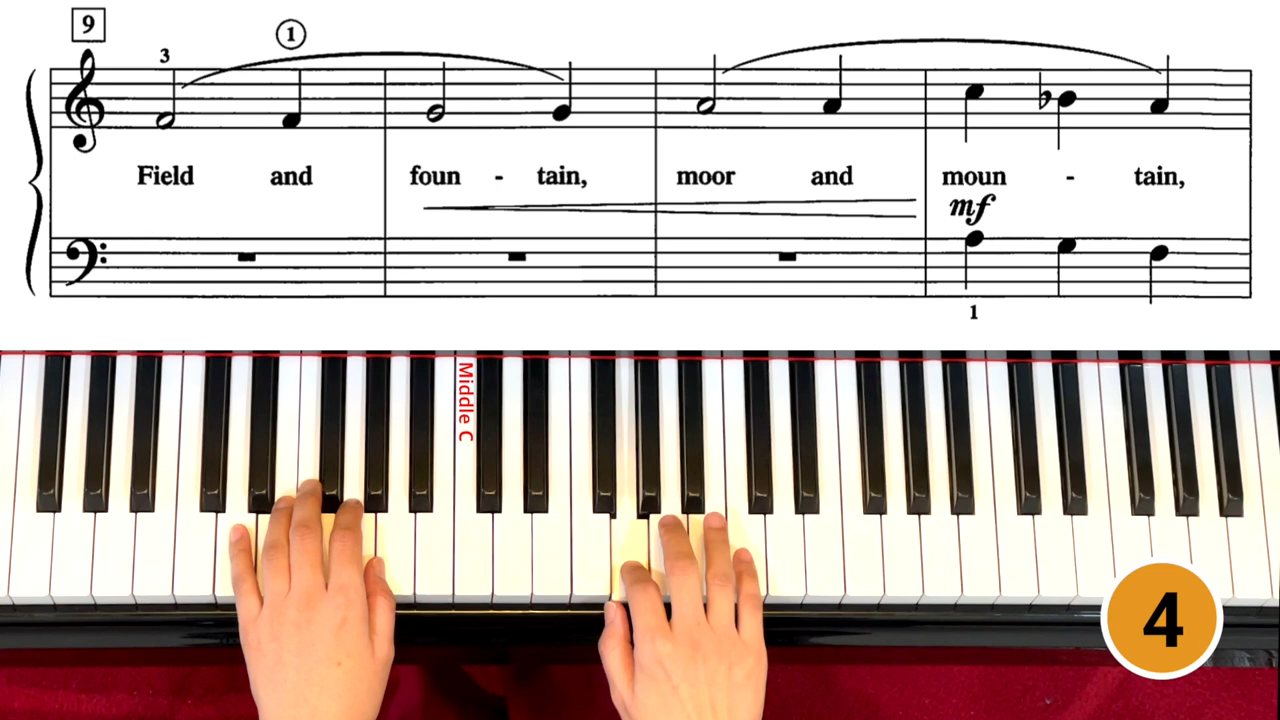 9
3 1
Field and foun - tain, moor and moun - tain,
mf
1
Middle C
4